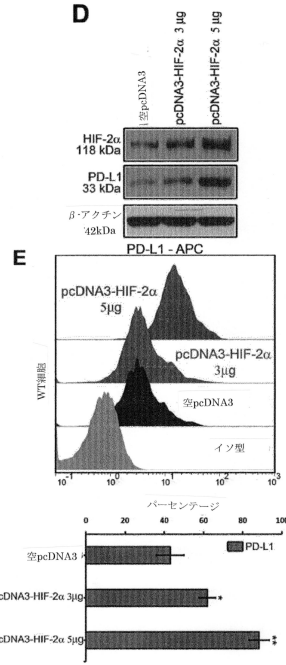 D
空pcDNA3
pcDNA3-HIF-2α 3 µg
pcDNA3-HIF-2α 5 µg
HIF-2α
118 kDa
PD-L1
33 kDa
β-アクチン
42kDa
E
PD-L1 - APC
pcDNA3-HIF-2α
5µg
pcDNA3-HIF-2α
3µg
空pcDNA3
イソ型
WT細胞
10-1 100 101 102 103
パーセンテージ
0 20 40 60 80 100
PD-L1
空pcDNA3
cDNA3-HIF-2α 3µg
*
cDNA3-HIF-2α 5µg
**